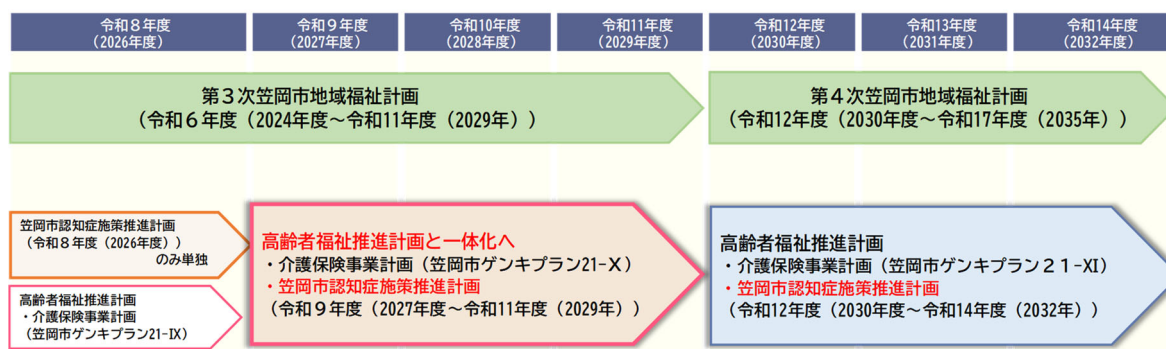 令和8年度
(2026年度)
令和9年度
(2027年度)
令和10年度
(2028年度)
令和11年度
(2029年度)
令和12年度
(2030年度)
令和13年度
(2031年度)
令和14年度
(2032年度)
第3次笠岡市地域福祉計画
(令和6年度(2024年度~令和11年度(2029年))
第4次笠岡市地域福祉計画
(令和12年度(2030年度~令和17年度(2035年))
笠岡市認知症施策推進計画
(令和8年度(2026年度))
のみ単独
高齢者福祉推進計画
・介護保険事業計画
(笠岡市ゲンキプラン21-Ⅸ)
高齢者福祉推進計画と一体化へ
・介護保険事業計画(笠岡市ゲンキプラン21-X)
・笠岡市認知症施策推進計画
(令和9年度(2027年度~令和11年度(2029年))
高齢者福祉推進計画
・介護保険事業計画(笠岡市ゲンキプラン21-XI)
・笠岡市認知症施策推進計画
(令和12年度(2030年度~令和14年度(2032年))